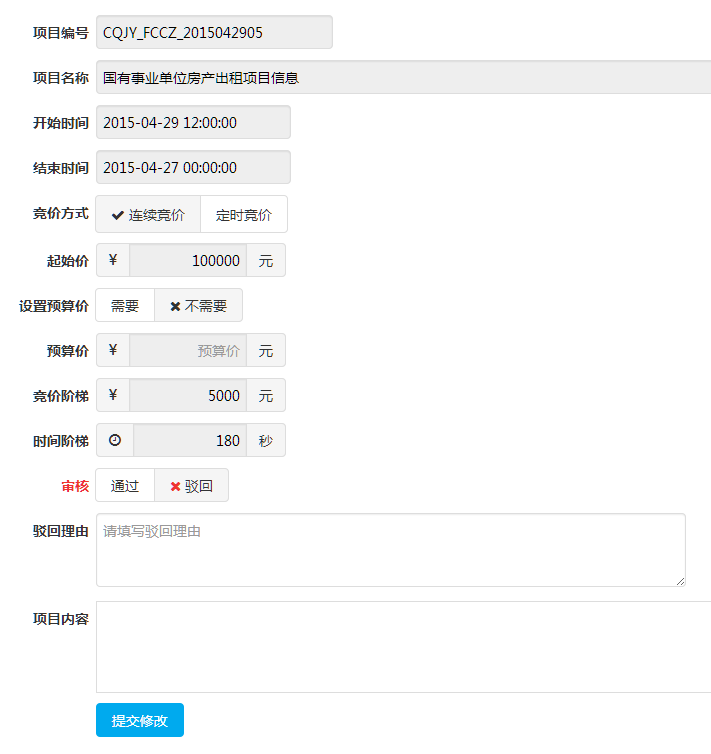 项目编号 CQJY_FCCZ_2015042905
项目名称 国有事业单位房产出租项目信息
开始时间 2015-04-29 12:00:00
结束时间 2015-04-27 00:00:00
竞价方式 连续竞价 定时竞价
起始价 ¥ 100000 元
设置预算价 需要 不需要
预算价 ¥ 预算价 元
竞价阶梯 ¥ 5000 元
时间阶梯 180 秒
审核 通过 驳回
驳回理由 请填写驳回理由
项目内容
提交修改